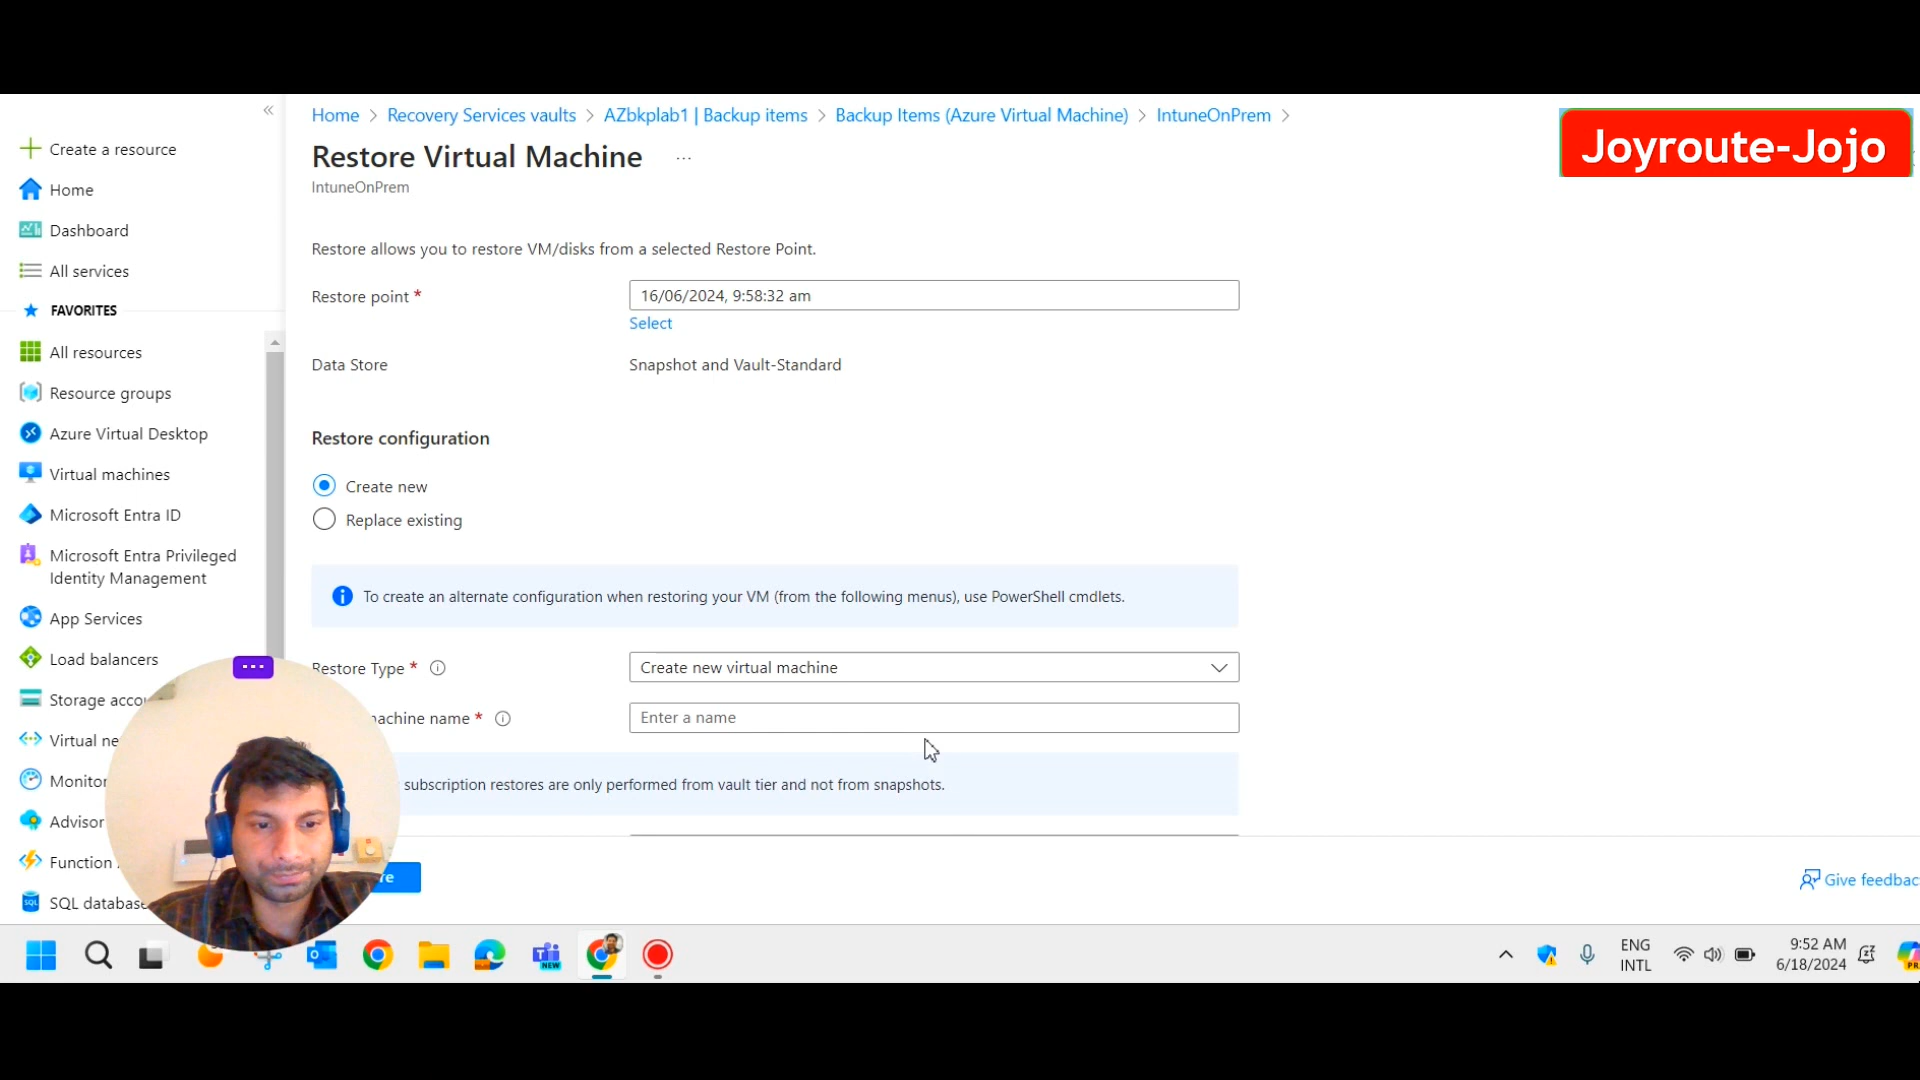 «
Home > Recovery Services vaults > AZbkplab1 | Backup items > Backup Items (Azure Virtual Machine) > IntuneOnPrem >
Joyroute-Jojo
Restore Virtual Machine ...
IntuneOnPrem
Create a resource
Home
Dashboard
All services
FAVORITES
All resources
Resource groups
Azure Virtual Desktop
Virtual machines
Microsoft Entra ID
Microsoft Entra Privileged
Identity Management
App Services
Load balancers
Storage accou
Virtual ne
Monitor
Advisor
Function
SQL database
Restore allows you to restore VM/disks from a selected Restore Point.
Restore point *
16/06/2024, 9:58:32 am
Select
Data Store
Snapshot and Vault-Standard
Restore configuration
Create new
Replace existing
To create an alternate configuration when restoring your VM (from the following menus), use PowerShell cmdlets.
Restore Type *
Create new virtual machine
machine name *
Enter a name
subscription restores are only performed from vault tier and not from snapshots.
re
Give feedbac
NEW
ENG
INTL
9:52 AM
6/18/2024
PRE